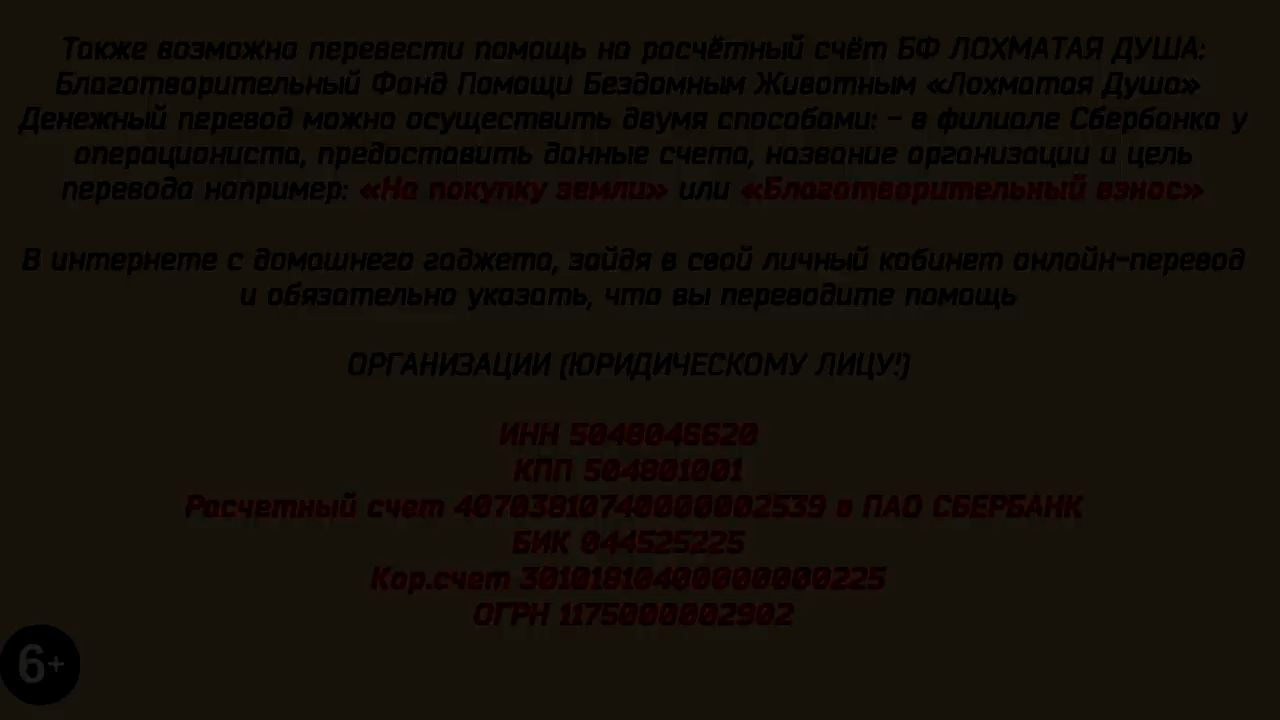 Также возможно перевести помощь на расчётный счёт БФ ЛОХМАТАЯ ДУША:
Благотворительный Фонд Помощи Бездомным Животным «Лохматая Душа»
Денежный перевод можно осуществить двумя способами: - в филиале Сбербанка у
операциониста, предоставить данные счета, название организации и цель
перевода например: «На покупку земли» или «Благотворительный взнос»
В интернете с домашнего гаджета, зайдя в свой личный кабинет онлайн-перевод
и обязательно указать, что вы переводите помощь
ОРГАНИЗАЦИИ (ЮРИДИЧЕСКОМУ ЛИЦУ!)
ИНН 5048046620
КПП 504801001
Расчетный счет 40703810740000002539 в ПАО СБЕРБАНК
БИК 044525225
Кор.счет 30101810400000000225
ОГРН 1175000002902
6+